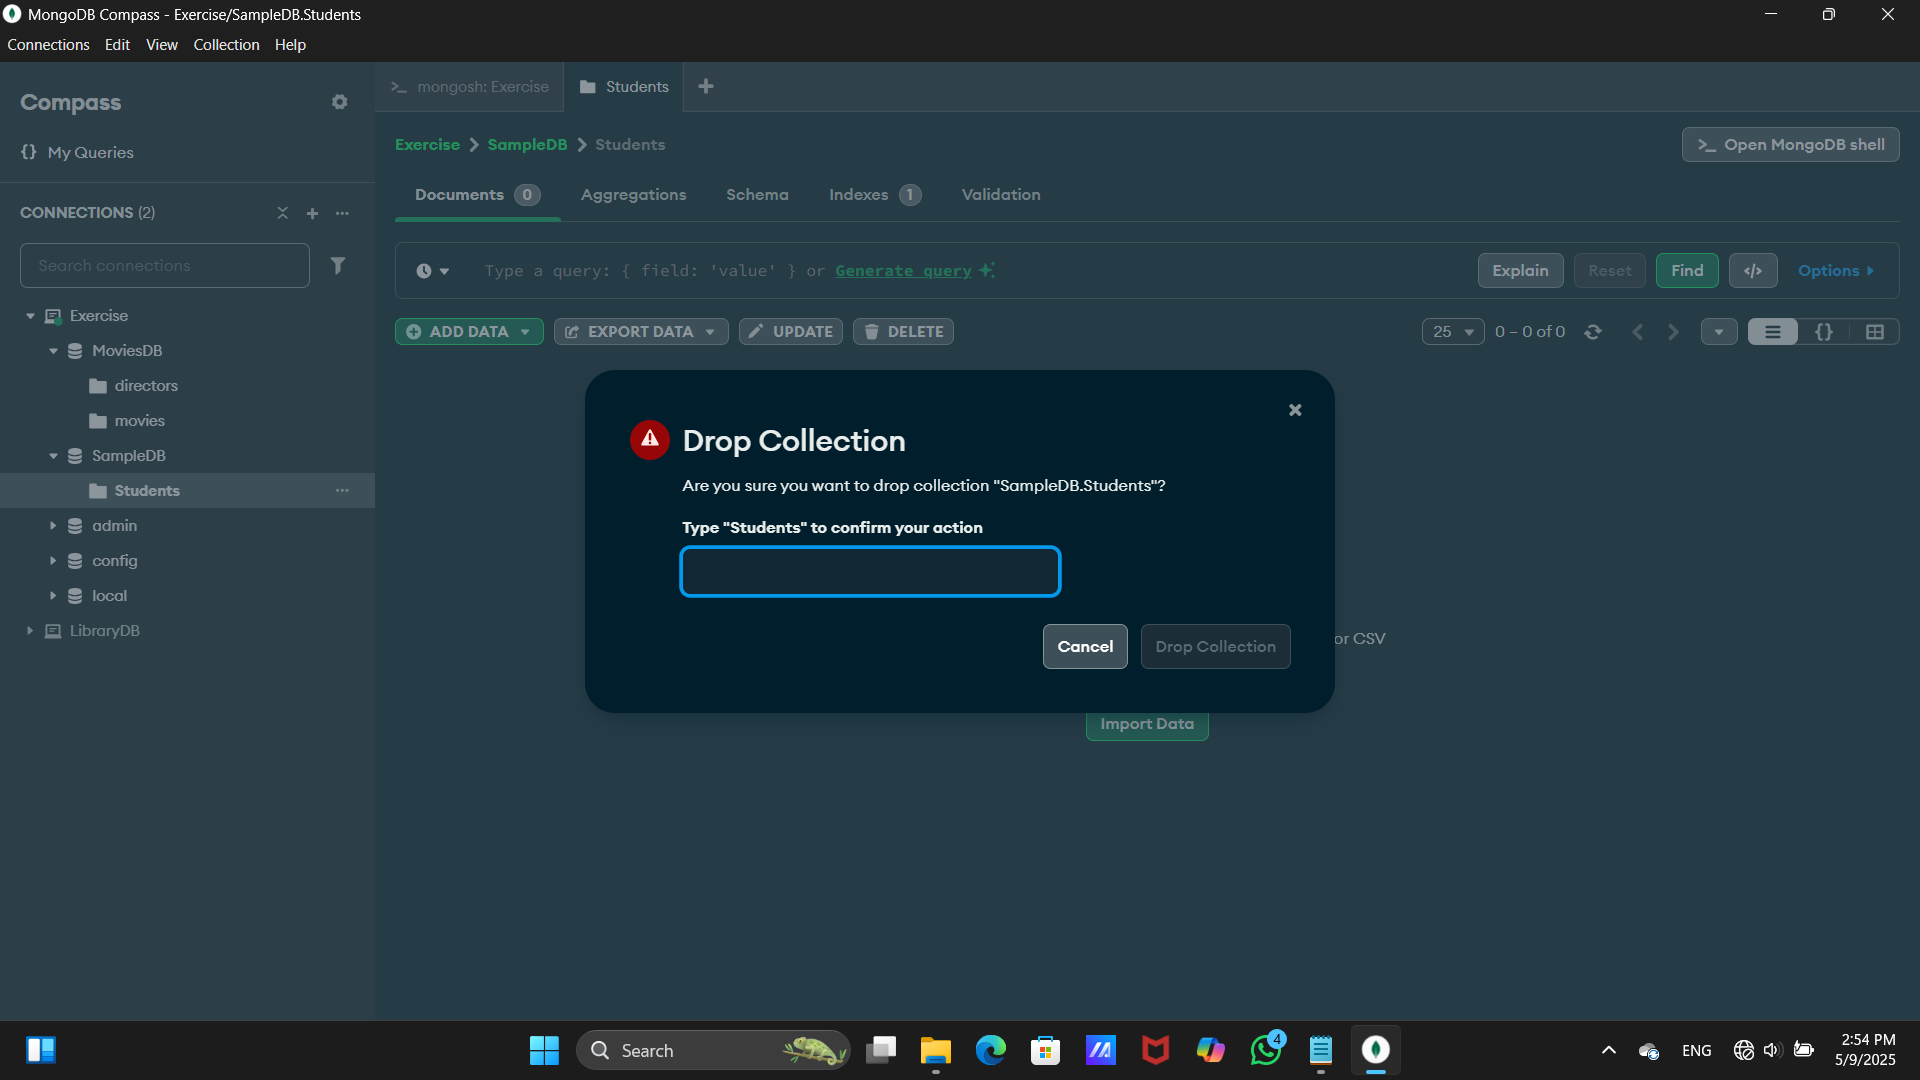 MongoDB Compass - Exercise/SampleDB.Students
Connections Edit View Collection Help
Compass
{} My Queries
CONNECTIONS (2)
Search connections
Exercise
MoviesDB
directors
movies
SampleDB
Students
admin
config
local
LibraryDB
>_ mongosh: Exercise
Students
Exercise > SampleDB > Students
>_ Open MongoDB shell
Documents 0 Aggregations Schema Indexes 1 Validation
Type a query: { field: 'value' } or Generate query
Explain Reset Find </> Options
ADD DATA EXPORT DATA UPDATE DELETE
25 0 – 0 of 0 {}
Drop Collection
Are you sure you want to drop collection "SampleDB.Students"?
Type "Students" to confirm your action
Cancel Drop Collection
or CSV
Import Data
Search
4
ENG
2:54 PM
5/9/2025